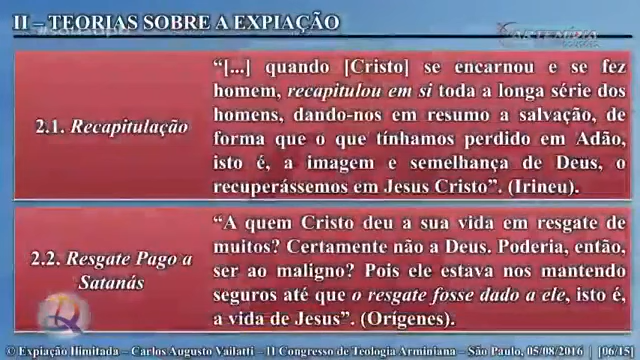 II – TEORIAS SOBRE A EXPIAÇÃO
2.1. Recapitulação
“[...] quando [Cristo] se encarnou e se fez
homem, recapitulou em si toda a longa série dos
homens, dando-nos em resumo a salvação, de
forma que o que tínhamos perdido em Adão,
isto é, a imagem e semelhança de Deus, o
recuperássemos em Jesus Cristo”. (Irineu).
2.2. Resgate Pago a
Satanás
“A quem Cristo deu a sua vida em resgate de
muitos? Certamente não a Deus. Poderia, então,
ser ao maligno? Pois ele estava nos mantendo
seguros até que o resgate fosse dado a ele, isto é,
a vida de Jesus”. (Orígenes).
© Expiação Ilimitada – Carlos Augusto Vailatti – II Congresso de Teologia Arminiana – São Paulo, 05/08/2016 | [06/15]